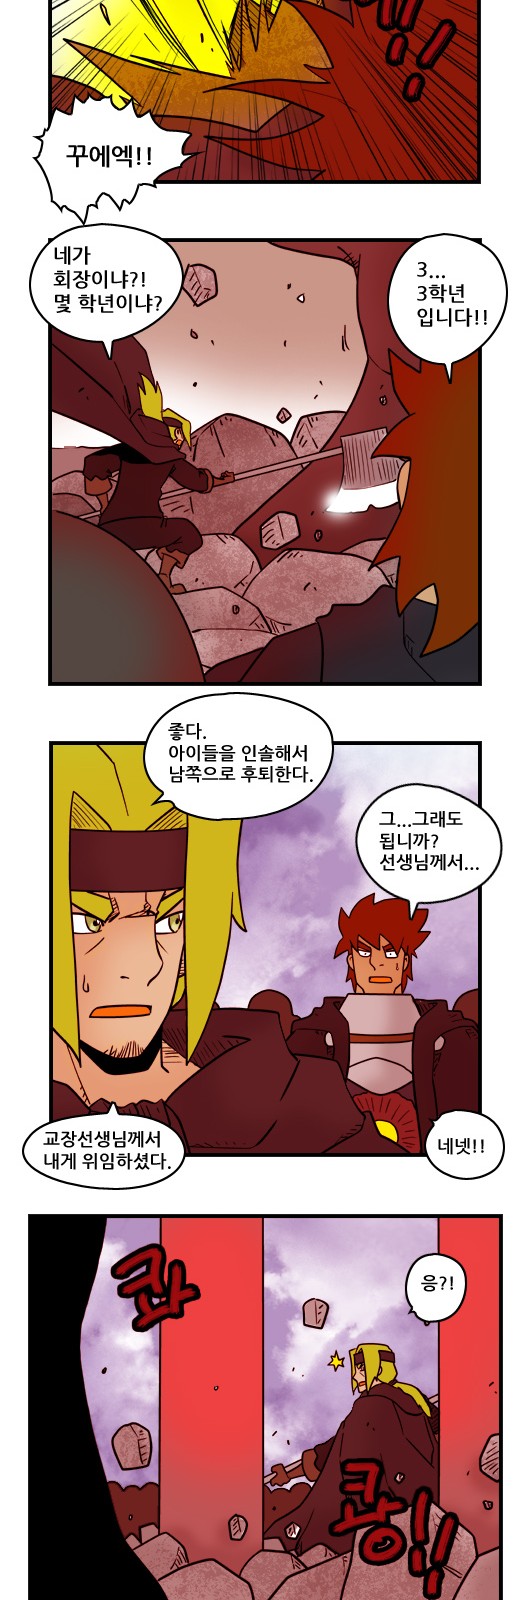 꾸에엑!!
네가
회장이냐?!
몇 학년이냐?
3...
3학년
입니다!!
좋다.
아이들을 인솔해서
남쪽으로 후퇴한다.
그...그래도
됩니까?
선생님께서...
교장선생님께서
내게 위임하셨다.
네넷!!
콰
응?!
쾅!!